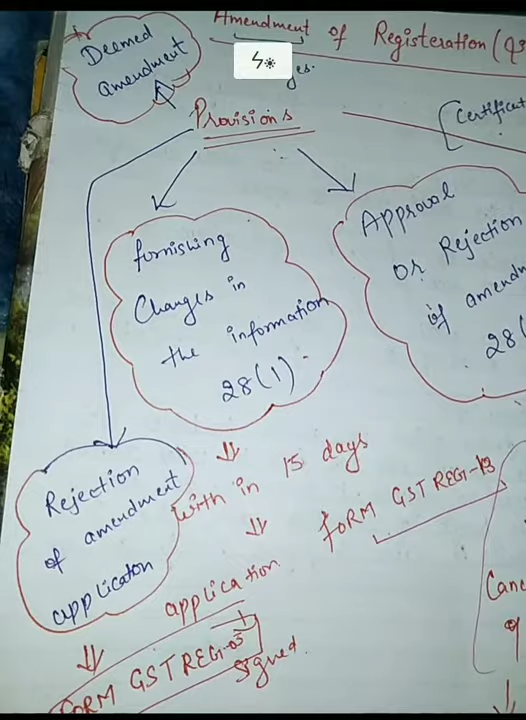 Amendment of Registeration (
Deemed
amendment
Provisions
furnishing
Changes in
the information
28(1).
Approval
or Rejection
of amendm
28(
Rejection
of amendment
application
with in 15 days
application
signed.
foRM GST REG-13
foRM GST REG-05
Canc
of